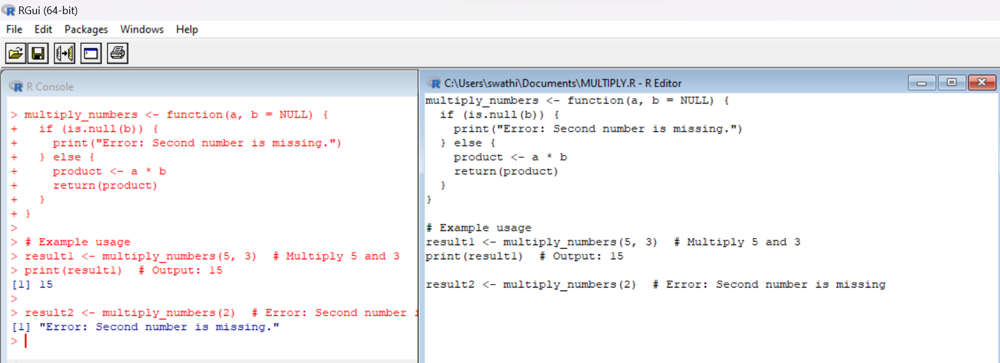 RGui (64-bit)
File Edit Packages Windows Help
R Console
> multiply_numbers <- function(a, b = NULL) {
+   if (is.null(b)) {
+     print("Error: Second number is missing.")
+   } else {
+     product <- a * b
+     return(product)
+   }
+ }
>
> # Example usage
> result1 <- multiply_numbers(5, 3)  # Multiply 5 and 3
> print(result1)  # Output: 15
[1] 15
>
> result2 <- multiply_numbers(2)  # Error: Second number i
[1] "Error: Second number is missing."
>
C:\Users\swathi\Documents\MULTIPLY.R - R Editor
multiply_numbers <- function(a, b = NULL) {
  if (is.null(b)) {
    print("Error: Second number is missing.")
  } else {
    product <- a * b
    return(product)
  }
}
# Example usage
result1 <- multiply_numbers(5, 3)  # Multiply 5 and 3
print(result1)  # Output: 15
result2 <- multiply_numbers(2)  # Error: Second number is missing